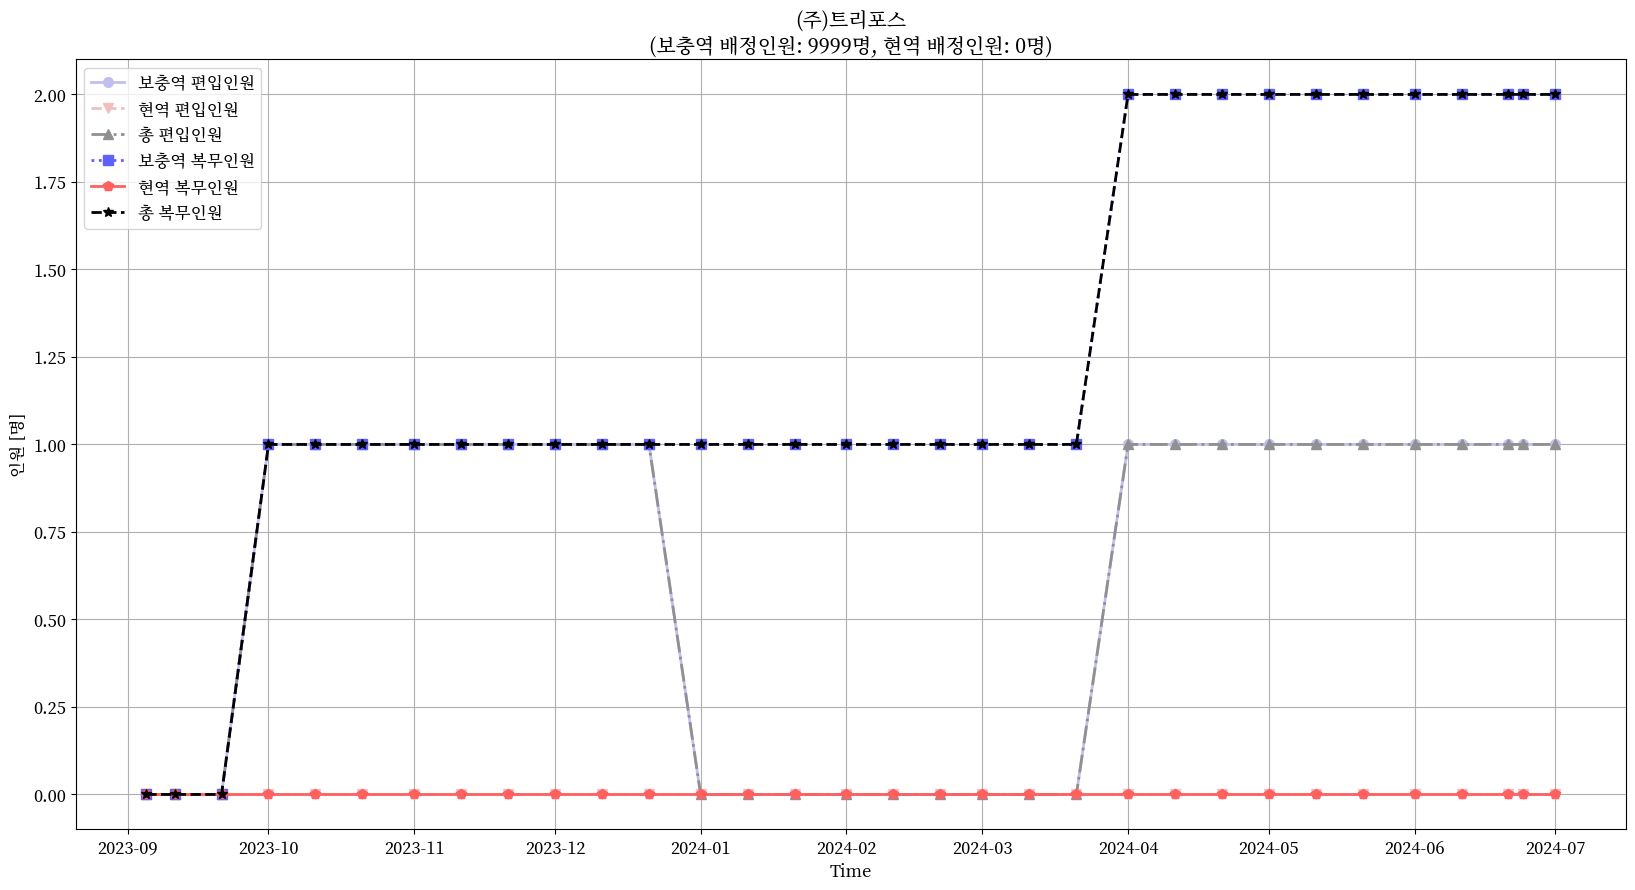 (주)트리포스
(보충역 배정인원: 9999명, 현역 배정인원: 0명)
보충역 편입인원
현역 편입인원
총 편입인원
보충역 복무인원
현역 복무인원
총 복무인원
2.00
1.75
1.50
1.25
1.00
0.75
0.50
0.25
0.00
인원 [명]
2023-09 2023-10 2023-11 2023-12 2024-01 2024-02 2024-03 2024-04 2024-05 2024-06 2024-07
Time